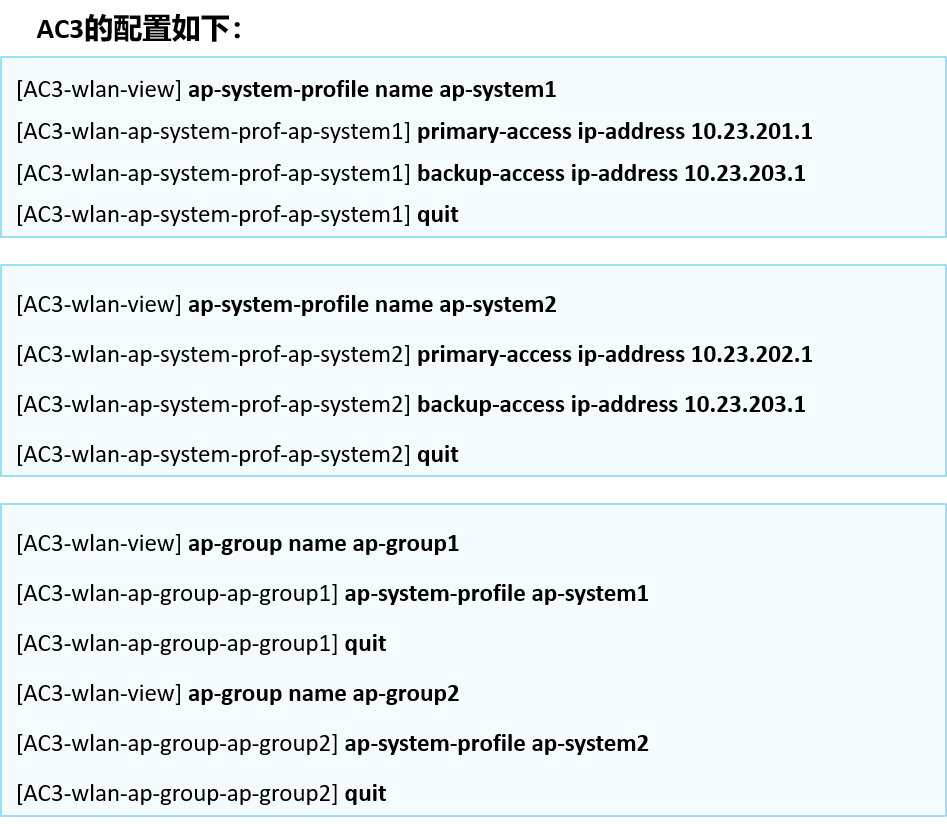 AC3的配置如下：
[AC3-wlan-view] ap-system-profile name ap-system1
[AC3-wlan-ap-system-prof-ap-system1] primary-access ip-address 10.23.201.1
[AC3-wlan-ap-system-prof-ap-system1] backup-access ip-address 10.23.203.1
[AC3-wlan-ap-system-prof-ap-system1] quit
[AC3-wlan-view] ap-system-profile name ap-system2
[AC3-wlan-ap-system-prof-ap-system2] primary-access ip-address 10.23.202.1
[AC3-wlan-ap-system-prof-ap-system2] backup-access ip-address 10.23.203.1
[AC3-wlan-ap-system-prof-ap-system2] quit
[AC3-wlan-view] ap-group name ap-group1
[AC3-wlan-ap-group-ap-group1] ap-system-profile ap-system1
[AC3-wlan-ap-group-ap-group1] quit
[AC3-wlan-view] ap-group name ap-group2
[AC3-wlan-ap-group-ap-group2] ap-system-profile ap-system2
[AC3-wlan-ap-group-ap-group2] quit